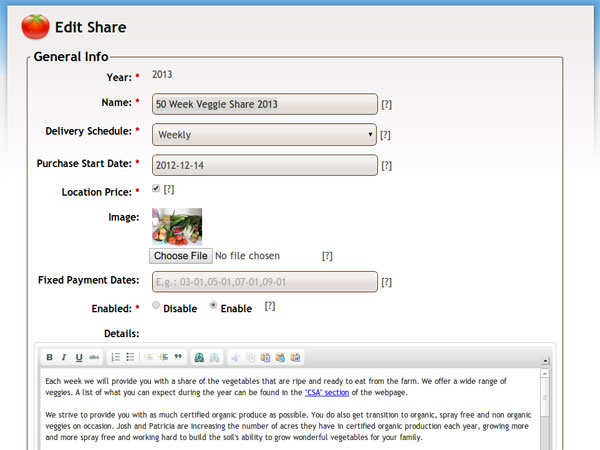 Edit Share
General Info
Year: * 2013
Name: * 50 Week Veggie Share 2013 [?]
Delivery Schedule: * Weekly [?]
Purchase Start Date: * 2012-12-14 [?]
Location Price: * [?]
Image:
Choose File No file chosen [?]
Fixed Payment Dates: E.g.: 03-01,05-01,07-01,09-01 [?]
Enabled: * Disable Enable [?]
Details:
B I U abc
Each week we will provide you with a share of the vegetables that are ripe and ready to eat from the farm. We offer a wide range of
veggies. A list of what you can expect during the year can be found in the "CSA" section of the webpage.
We strive to provide you with as much certified organic produce as possible. You do also get transition to organic, spray free and non organic
veggies on occasion. Josh and Patricia are increasing the number of acres they have in certified organic production each year, growing more
and more spray free and working hard to build the soil's ability to grow wonderful vegetables for your family.